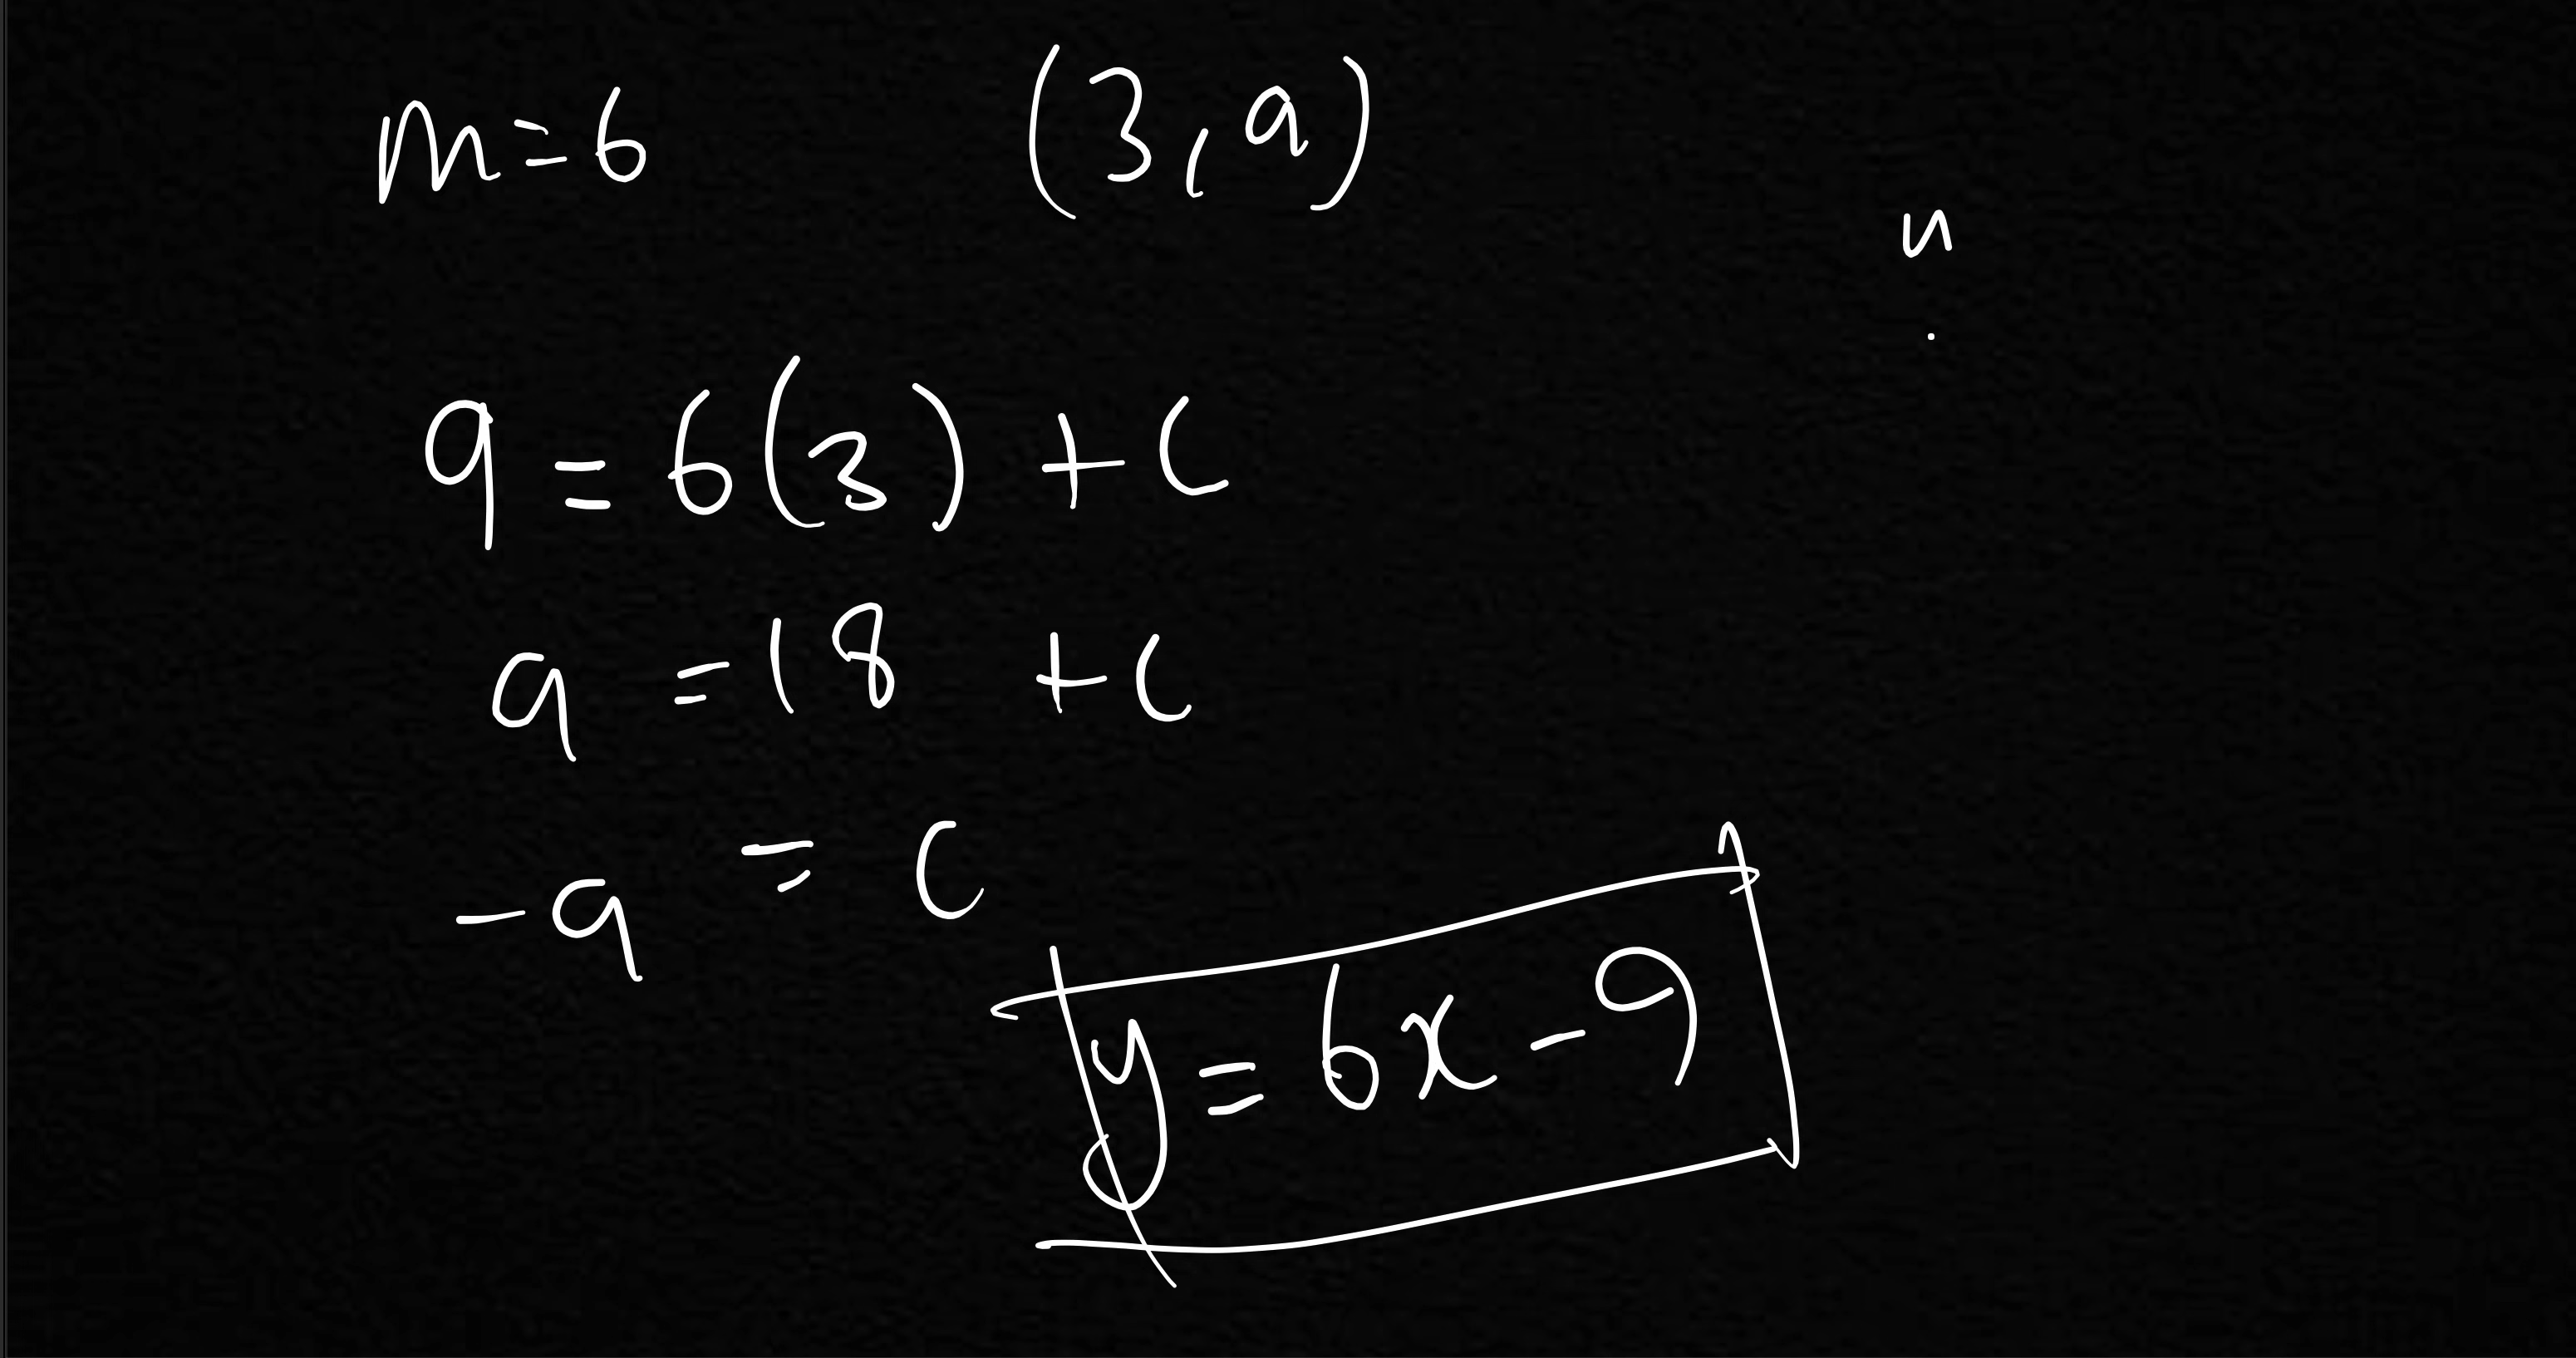 m=6 (3,9)
9 = 6(3) + c
9 = 18 + c
-9 = c
y = 6x - 9